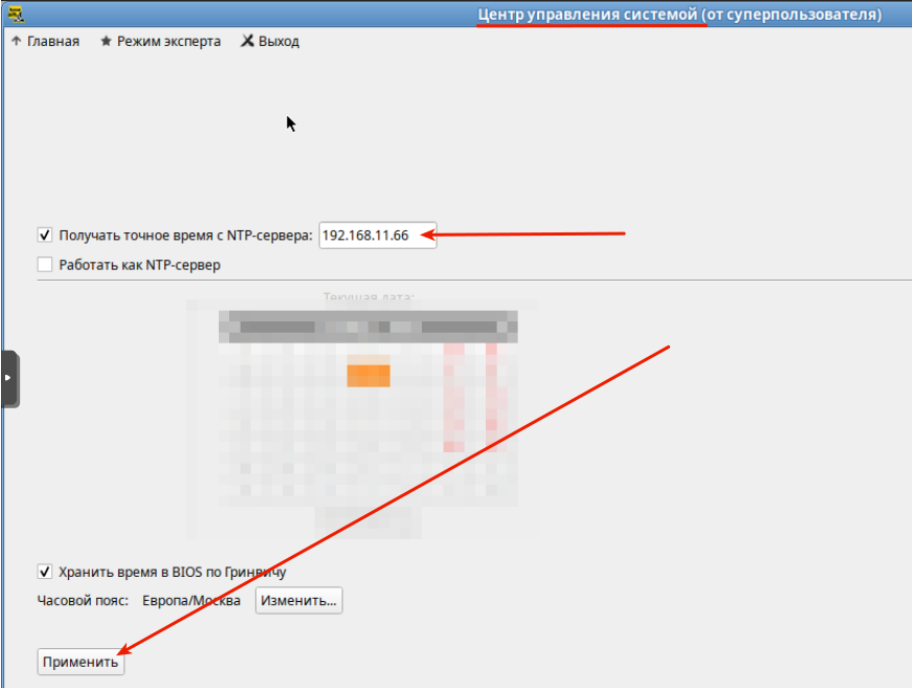 Центр управления системой (от суперпользователя)
Главная Режим эксперта Выход
Получать точное время с NTP-сервера: 192.168.11.66
Работать как NTP-сервер
Текущая дата:
Хранить время в BIOS по Гринвичу
Часовой пояс: Европа/Москва Изменить...
Применить